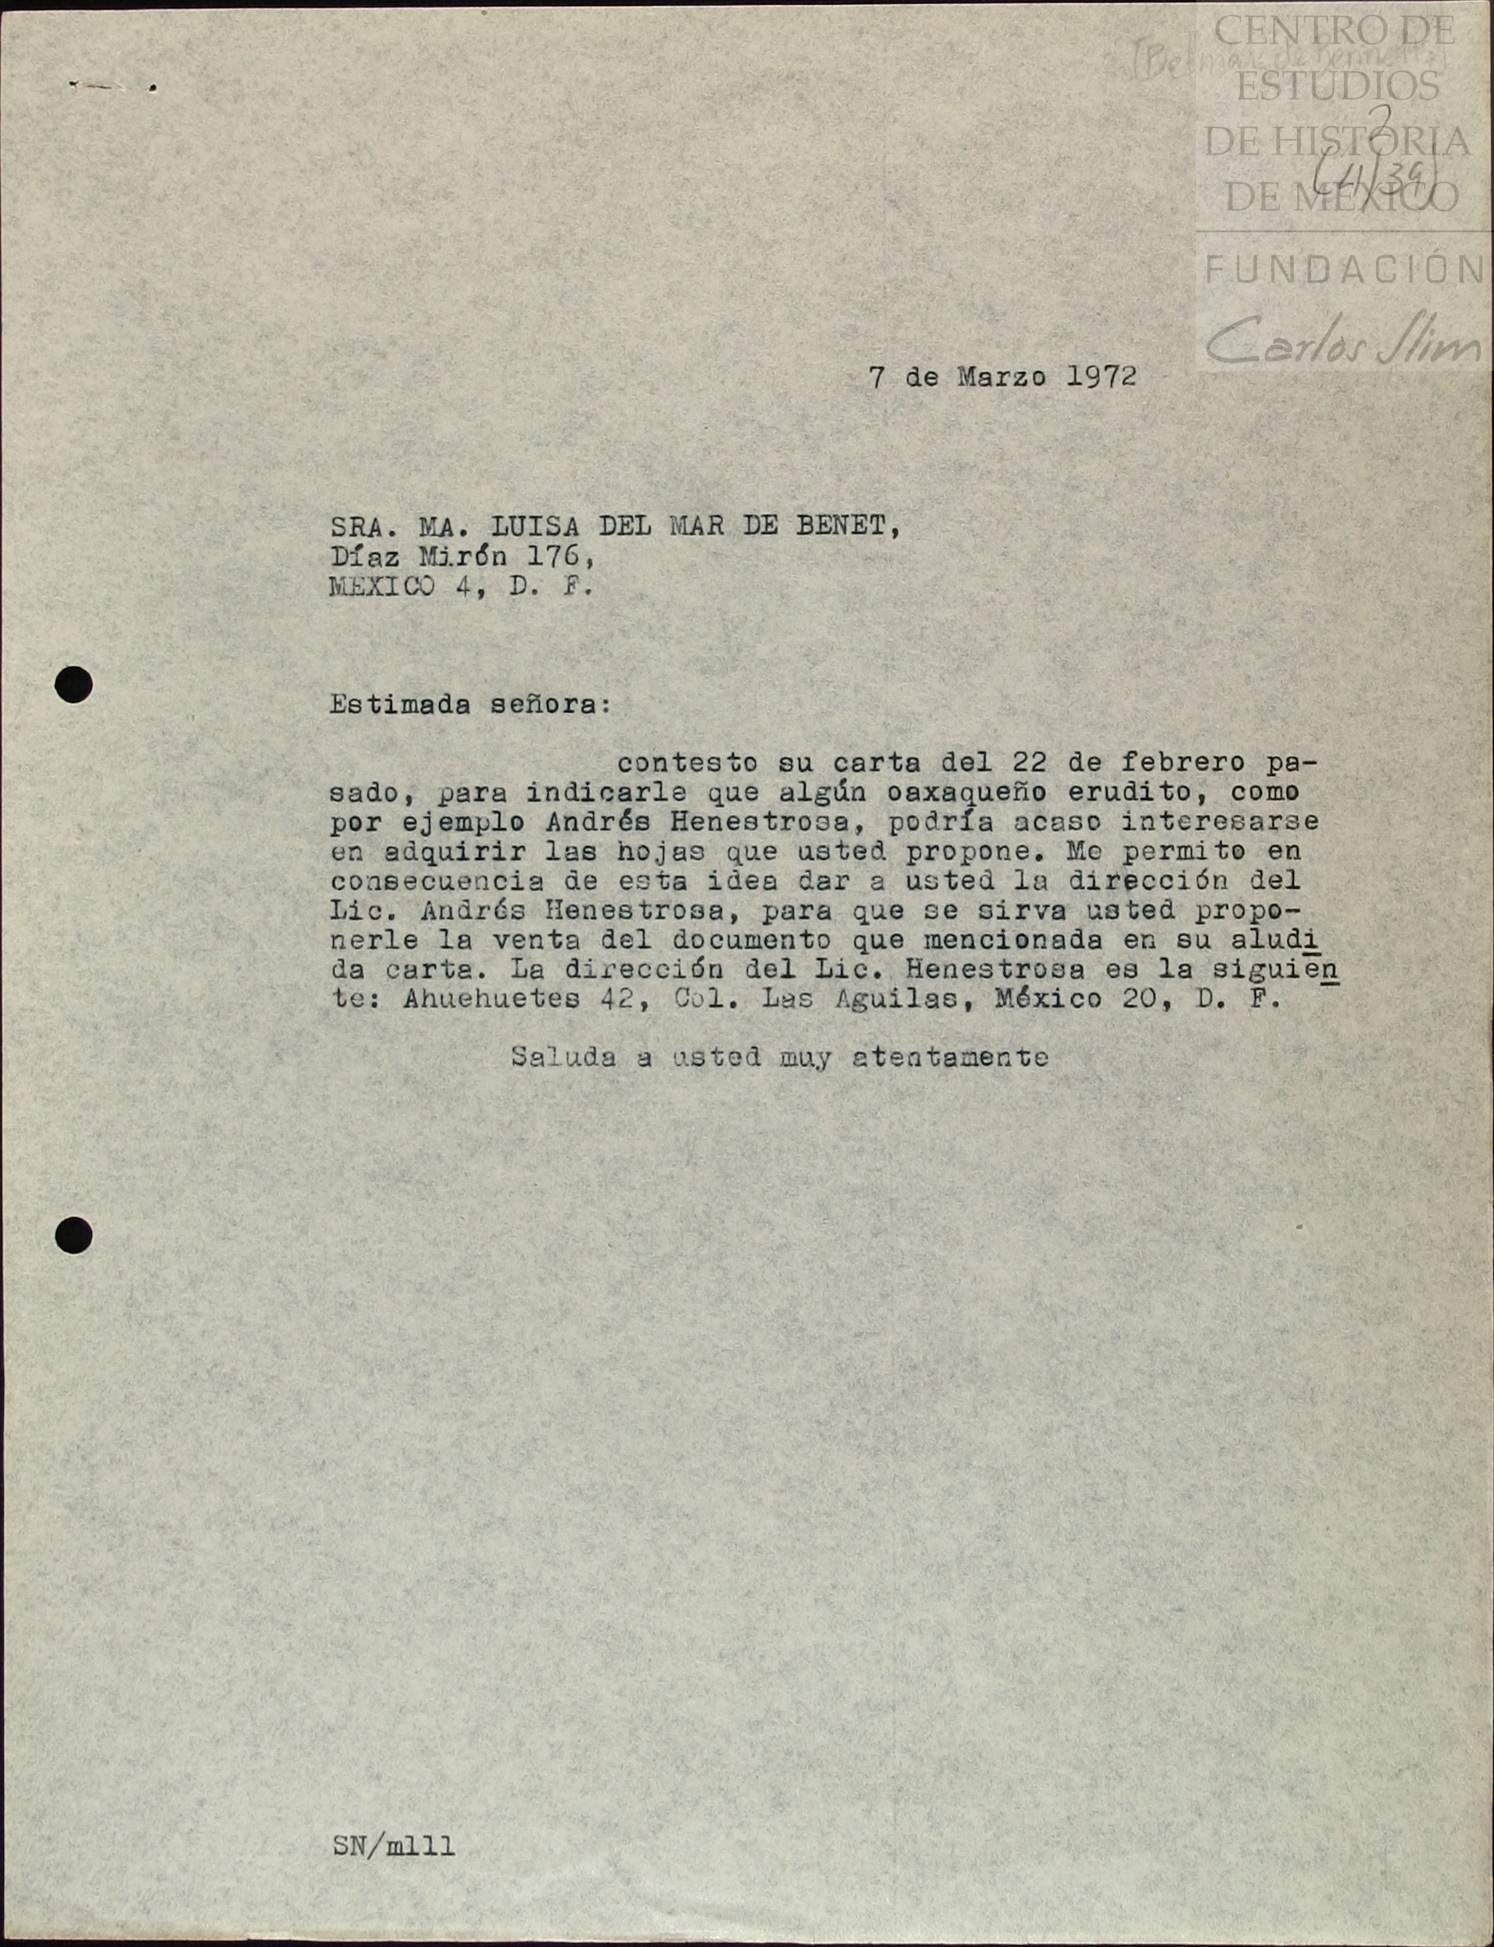 CENTRO DE
ESTUDIOS
DE HISTORIA
DE MÉXICO
FUNDACIÓN
Carlos Slim
2
7 de Marzo 1972
SRA. MA. LUISA DEL MAR DE BENET,
Díaz Mirón 176,
MEXICO 4, D. F.
Estimada señora:
contesto su carta del 22 de febrero pa-
sado, para indicarle que algún oaxaqueño erudito, como
por ejemplo Andrés Henestrosa, podría acaso interesarse
en adquirir las hojas que usted propone. Me permito en
consecuencia de esta idea dar a usted la dirección del
Lic. Andrés Henestrosa, para que se sirva usted propo-
nerle la venta del documento que mencionada en su aludi
da carta. La dirección del Lic. Henestrosa es la siguien
te: Ahuehuetes 42, Col. Las Aguilas, México 20, D. F.
Saluda a usted muy atentamente
SN/mlll